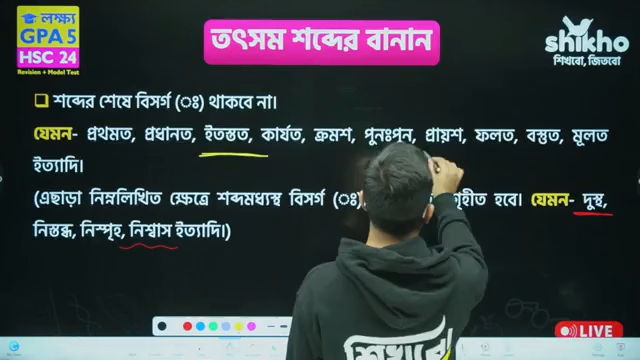 লক্ষ্য
GPA 5
HSC 24
Revision + Model Test
তৎসম শব্দের বানান
shikho
শিখবো, জিতবো
শব্দের শেষে বিসর্গ (ঃ) থাকবে না।
যেমন- প্রথমত, প্রধানত, ইতস্তত, কার্যত, ক্রমশ, পুনঃপুন, প্রায়শ, ফলত, বস্তুত, মূলত
ইত্যাদি।
(এছাড়া নিম্নলিখিত ক্ষেত্রে শব্দমধ্যস্থ বিসর্গ (ঃ) হবে। যেমন- দুস্থ,
নিস্তব্ধ, নিস্পৃহ, নিশ্বাস ইত্যাদি।)
শিখবো
LIVE